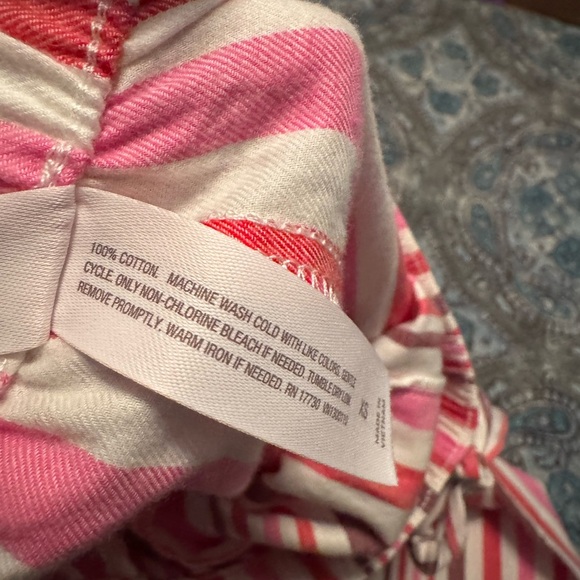 100% COTTON. MACHINE WASH COLD WITH LIKE COLORS. GENTLE
CYCLE. ONLY NON-CHLORINE BLEACH IF NEEDED. TUMBLE DRY LOW.
REMOVE PROMPTLY. WARM IRON IF NEEDED. RN 17730
MADE IN
VIETNAM